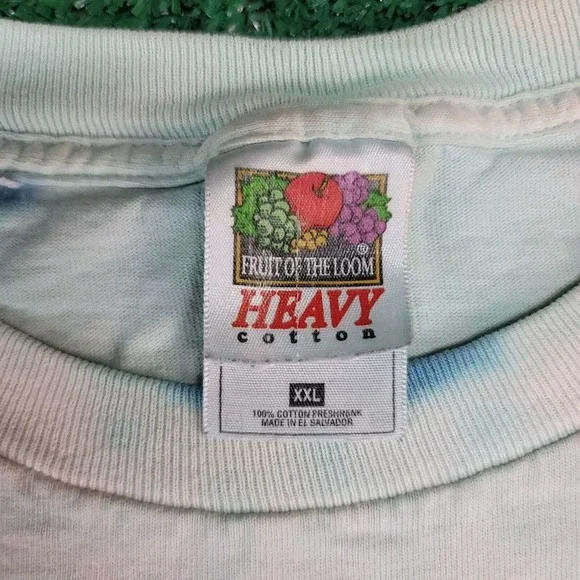 FRUIT OF THE LOOM
®
HEAVY
cotton
XXL
100% COTTON PRESHRUNK
MADE IN EL SALVADOR